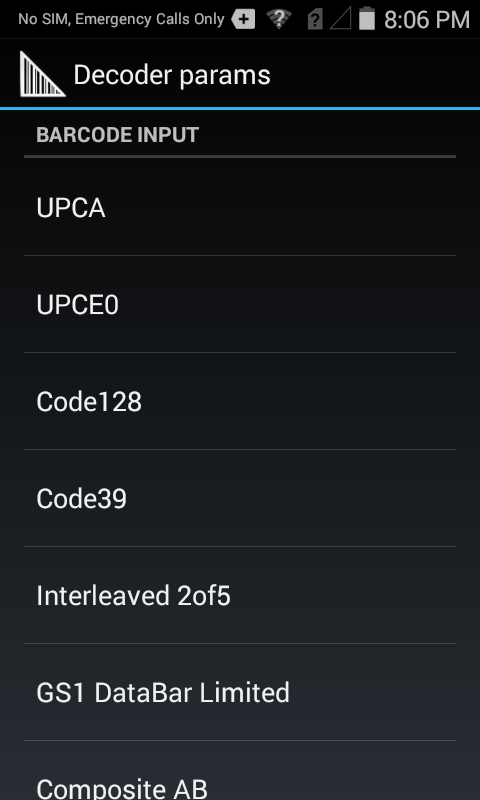 No SIM, Emergency Calls Only 8:06 PM
Decoder params
BARCODE INPUT
UPCA
UPCE0
Code128
Code39
Interleaved 2of5
GS1 DataBar Limited
Composite AB